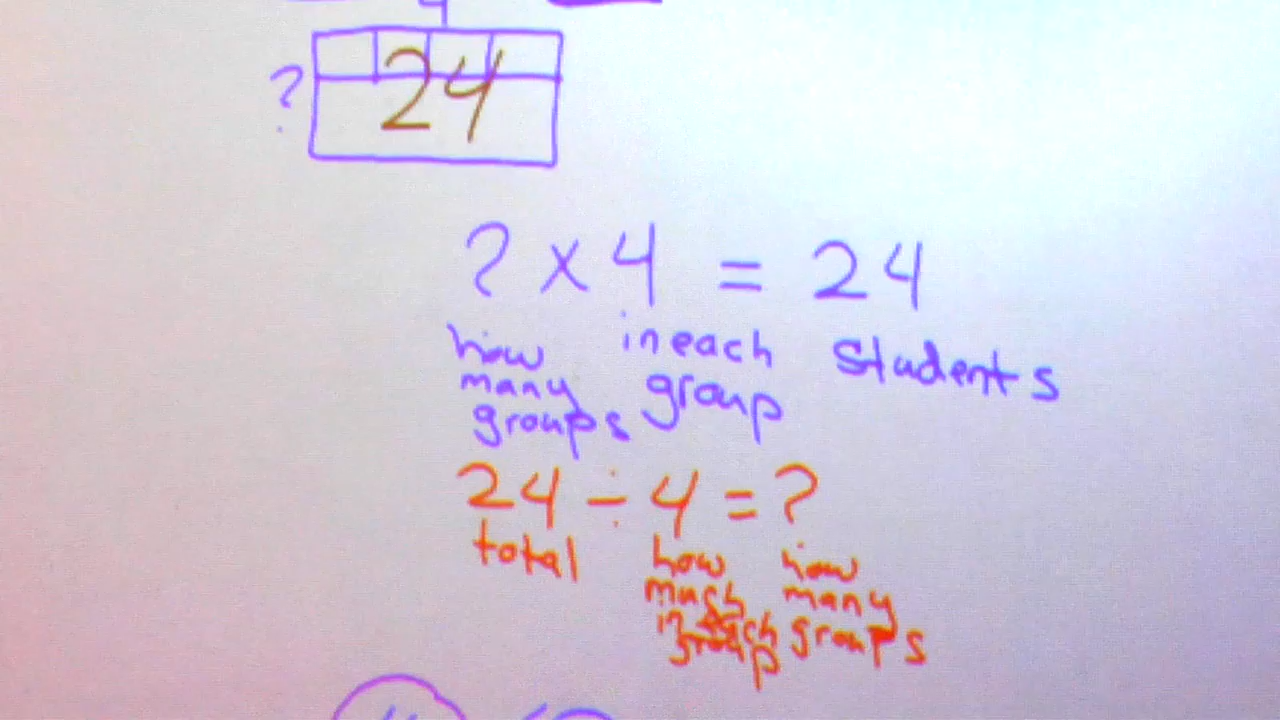 4
24
?
? x 4 = 24
how many groups
in each group
students
24 ÷ 4 = ?
total
how much in each group
how many groups